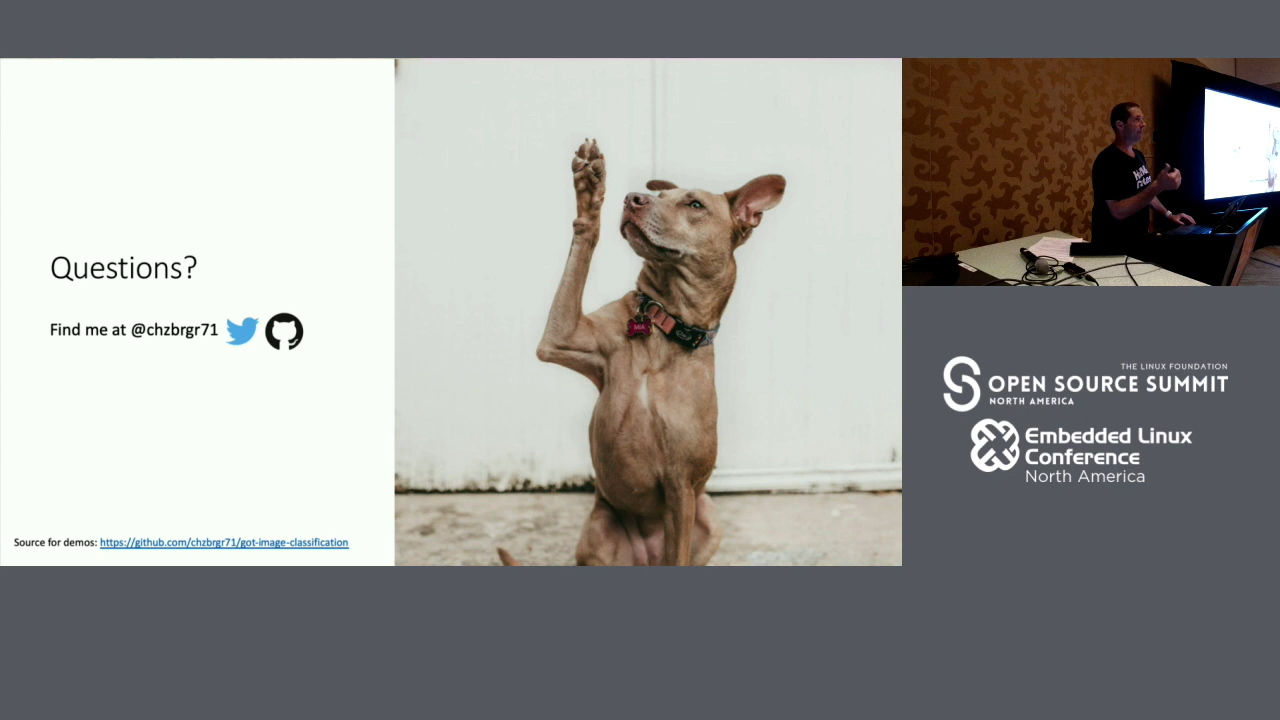 Questions?
Find me at @chzbrgr71
Source for demos: https://github.com/chzbrgr71/got-image-classification
MIA
THE LINUX FOUNDATION
OPEN SOURCE SUMMIT
NORTH AMERICA
Embedded Linux
Conference
North America